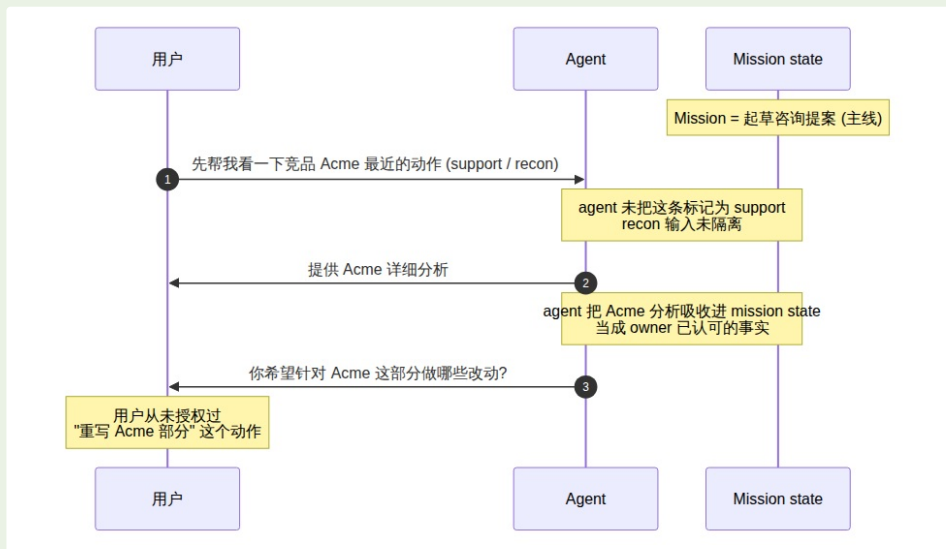 用户
Agent
Mission state
Mission = 起草咨询提案 (主线)
先帮我看一下竞品 Acme 最近的动作 (support / recon)
1
agent 未把这条标记为 support
recon 输入未隔离
提供 Acme 详细分析
2
agent 把 Acme 分析吸收进 mission state
当成 owner 已认可的事实
你希望针对 Acme 这部分做哪些改动?
3
用户从未授权过
"重写 Acme 部分" 这个动作
用户
Agent
Mission state